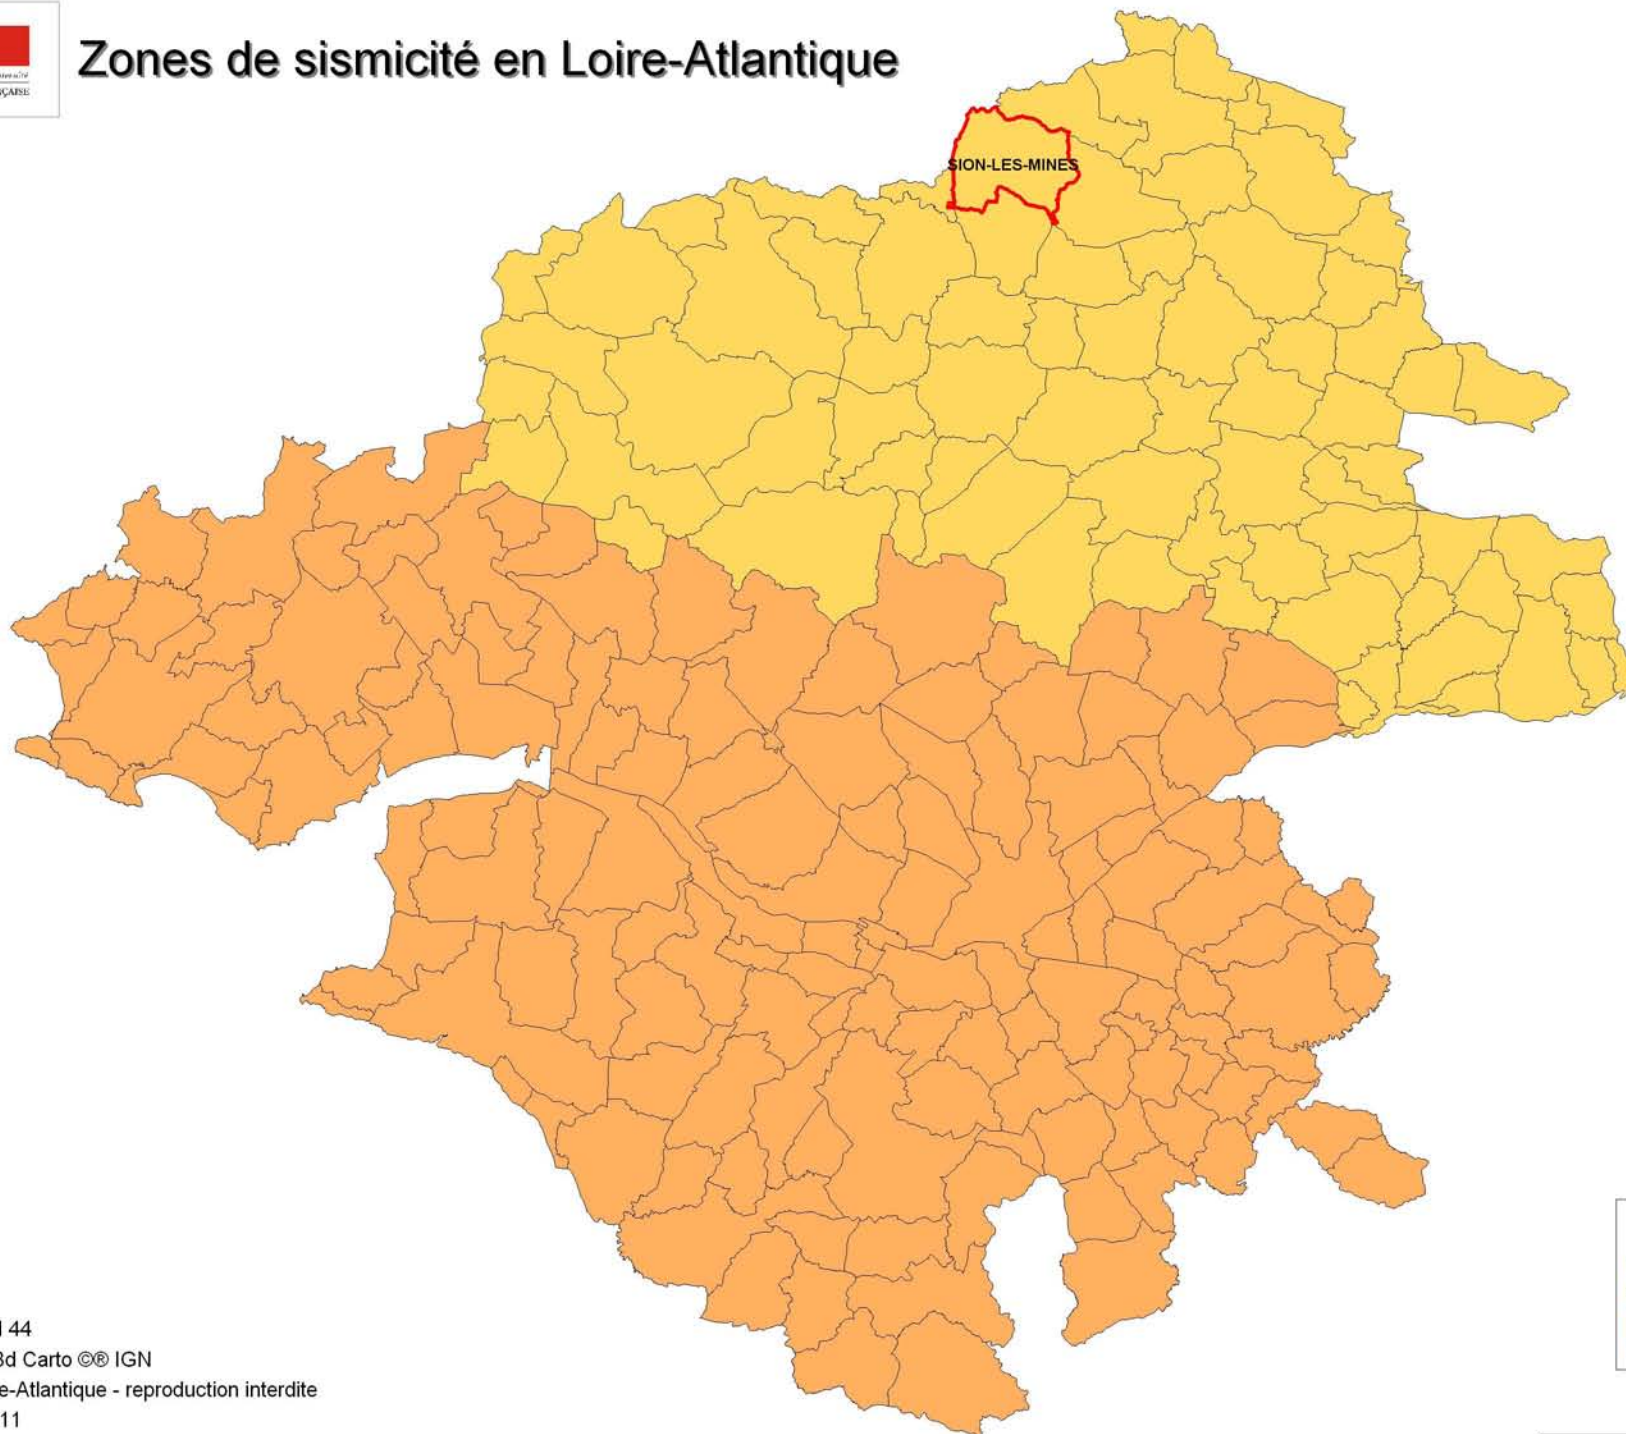 Zones de sismicité en Loire-Atlantique
SION-LES-MINES
44
3d Carto ©® IGN
e-Atlantique - reproduction interdite
11